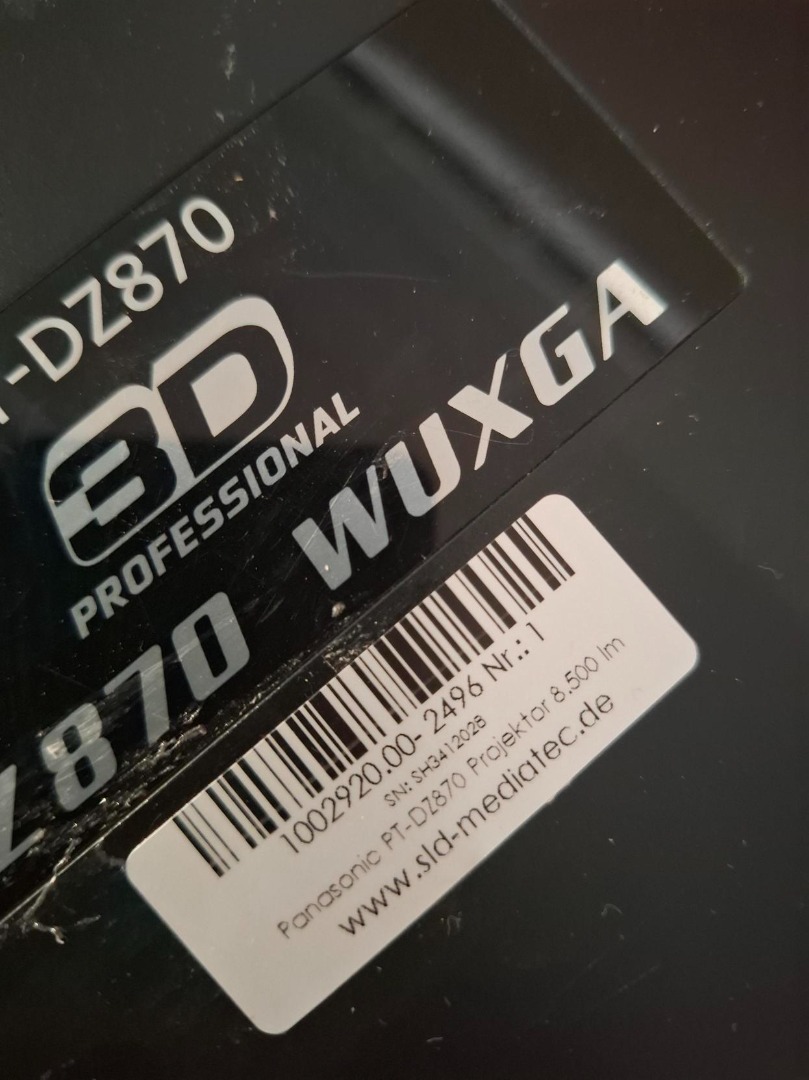 -DZ870
3D
PROFESSIONAL
Z870 WUXGA
1002920.00- 2496 Nr.: 1
SN: SH3412028
Panasonic PT-DZ870 Projektor 8.500 lm
www.sld-mediatec.de